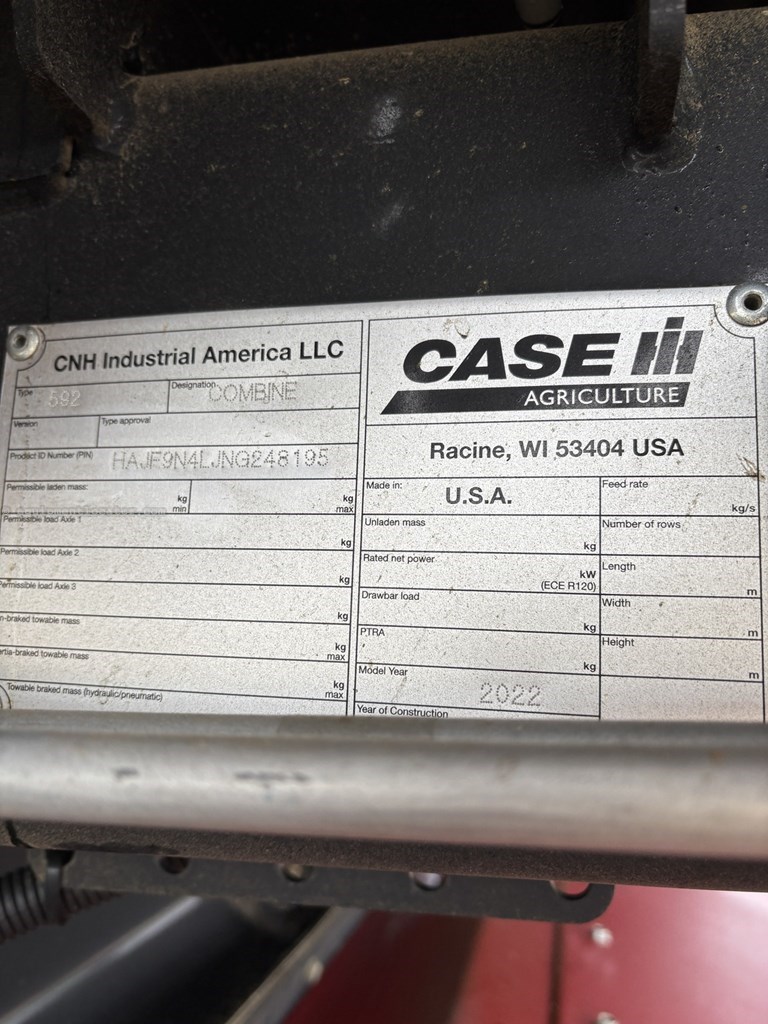 CNH Industrial America LLC
Type 592
Designation COMBINE
Version
Type approval
Product ID Number (PIN) HAJF9N4LJNG248195
Permissible laden mass:
kg min
kg max
Permissible load Axle 1
kg
Permissible load Axle 2
kg
Permissible load Axle 3
kg
n-braked towable mass
kg
ertia-braked towable mass
max
Towable braked mass (hydraulic/pneumatic)
kg max
CASE IH
AGRICULTURE
Racine, WI 53404 USA
Made in: U.S.A.
Feed rate
kg/s
Unladen mass
kg
Number of rows
Rated net power
kW
(ECE R120)
Length
m
Drawbar load
kg
Width
m
PTRA
kg
Height
m
Model Year 2022
Year of Construction